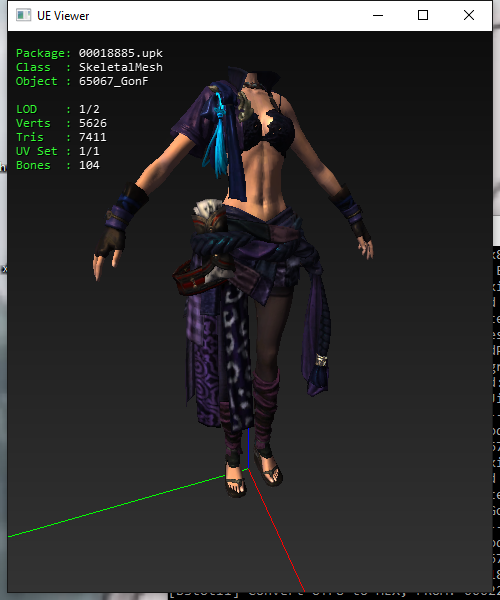 UE Viewer
Package: 00018885.upk
Class : SkeletalMesh
Object : 65067_GonF
LOD : 1/2
Verts : 5626
Tris : 7411
UV Set : 1/1
Bones : 104